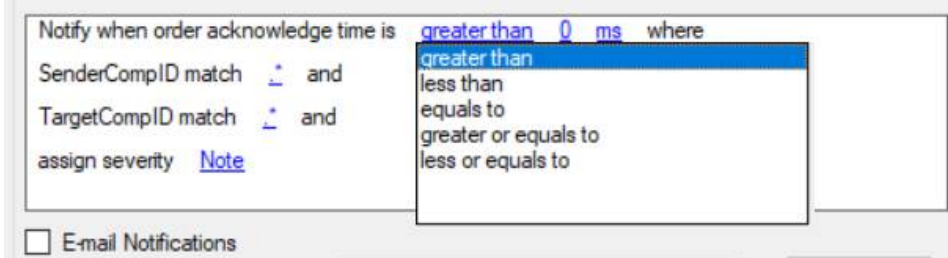 Notify when order acknowledge time is greater than 0 ms where
greater than
SenderCompID match .* and
less than
equals to
TargetCompID match .* and
greater or equals to
assign severity Note
less or equals to
E-mail Notifications